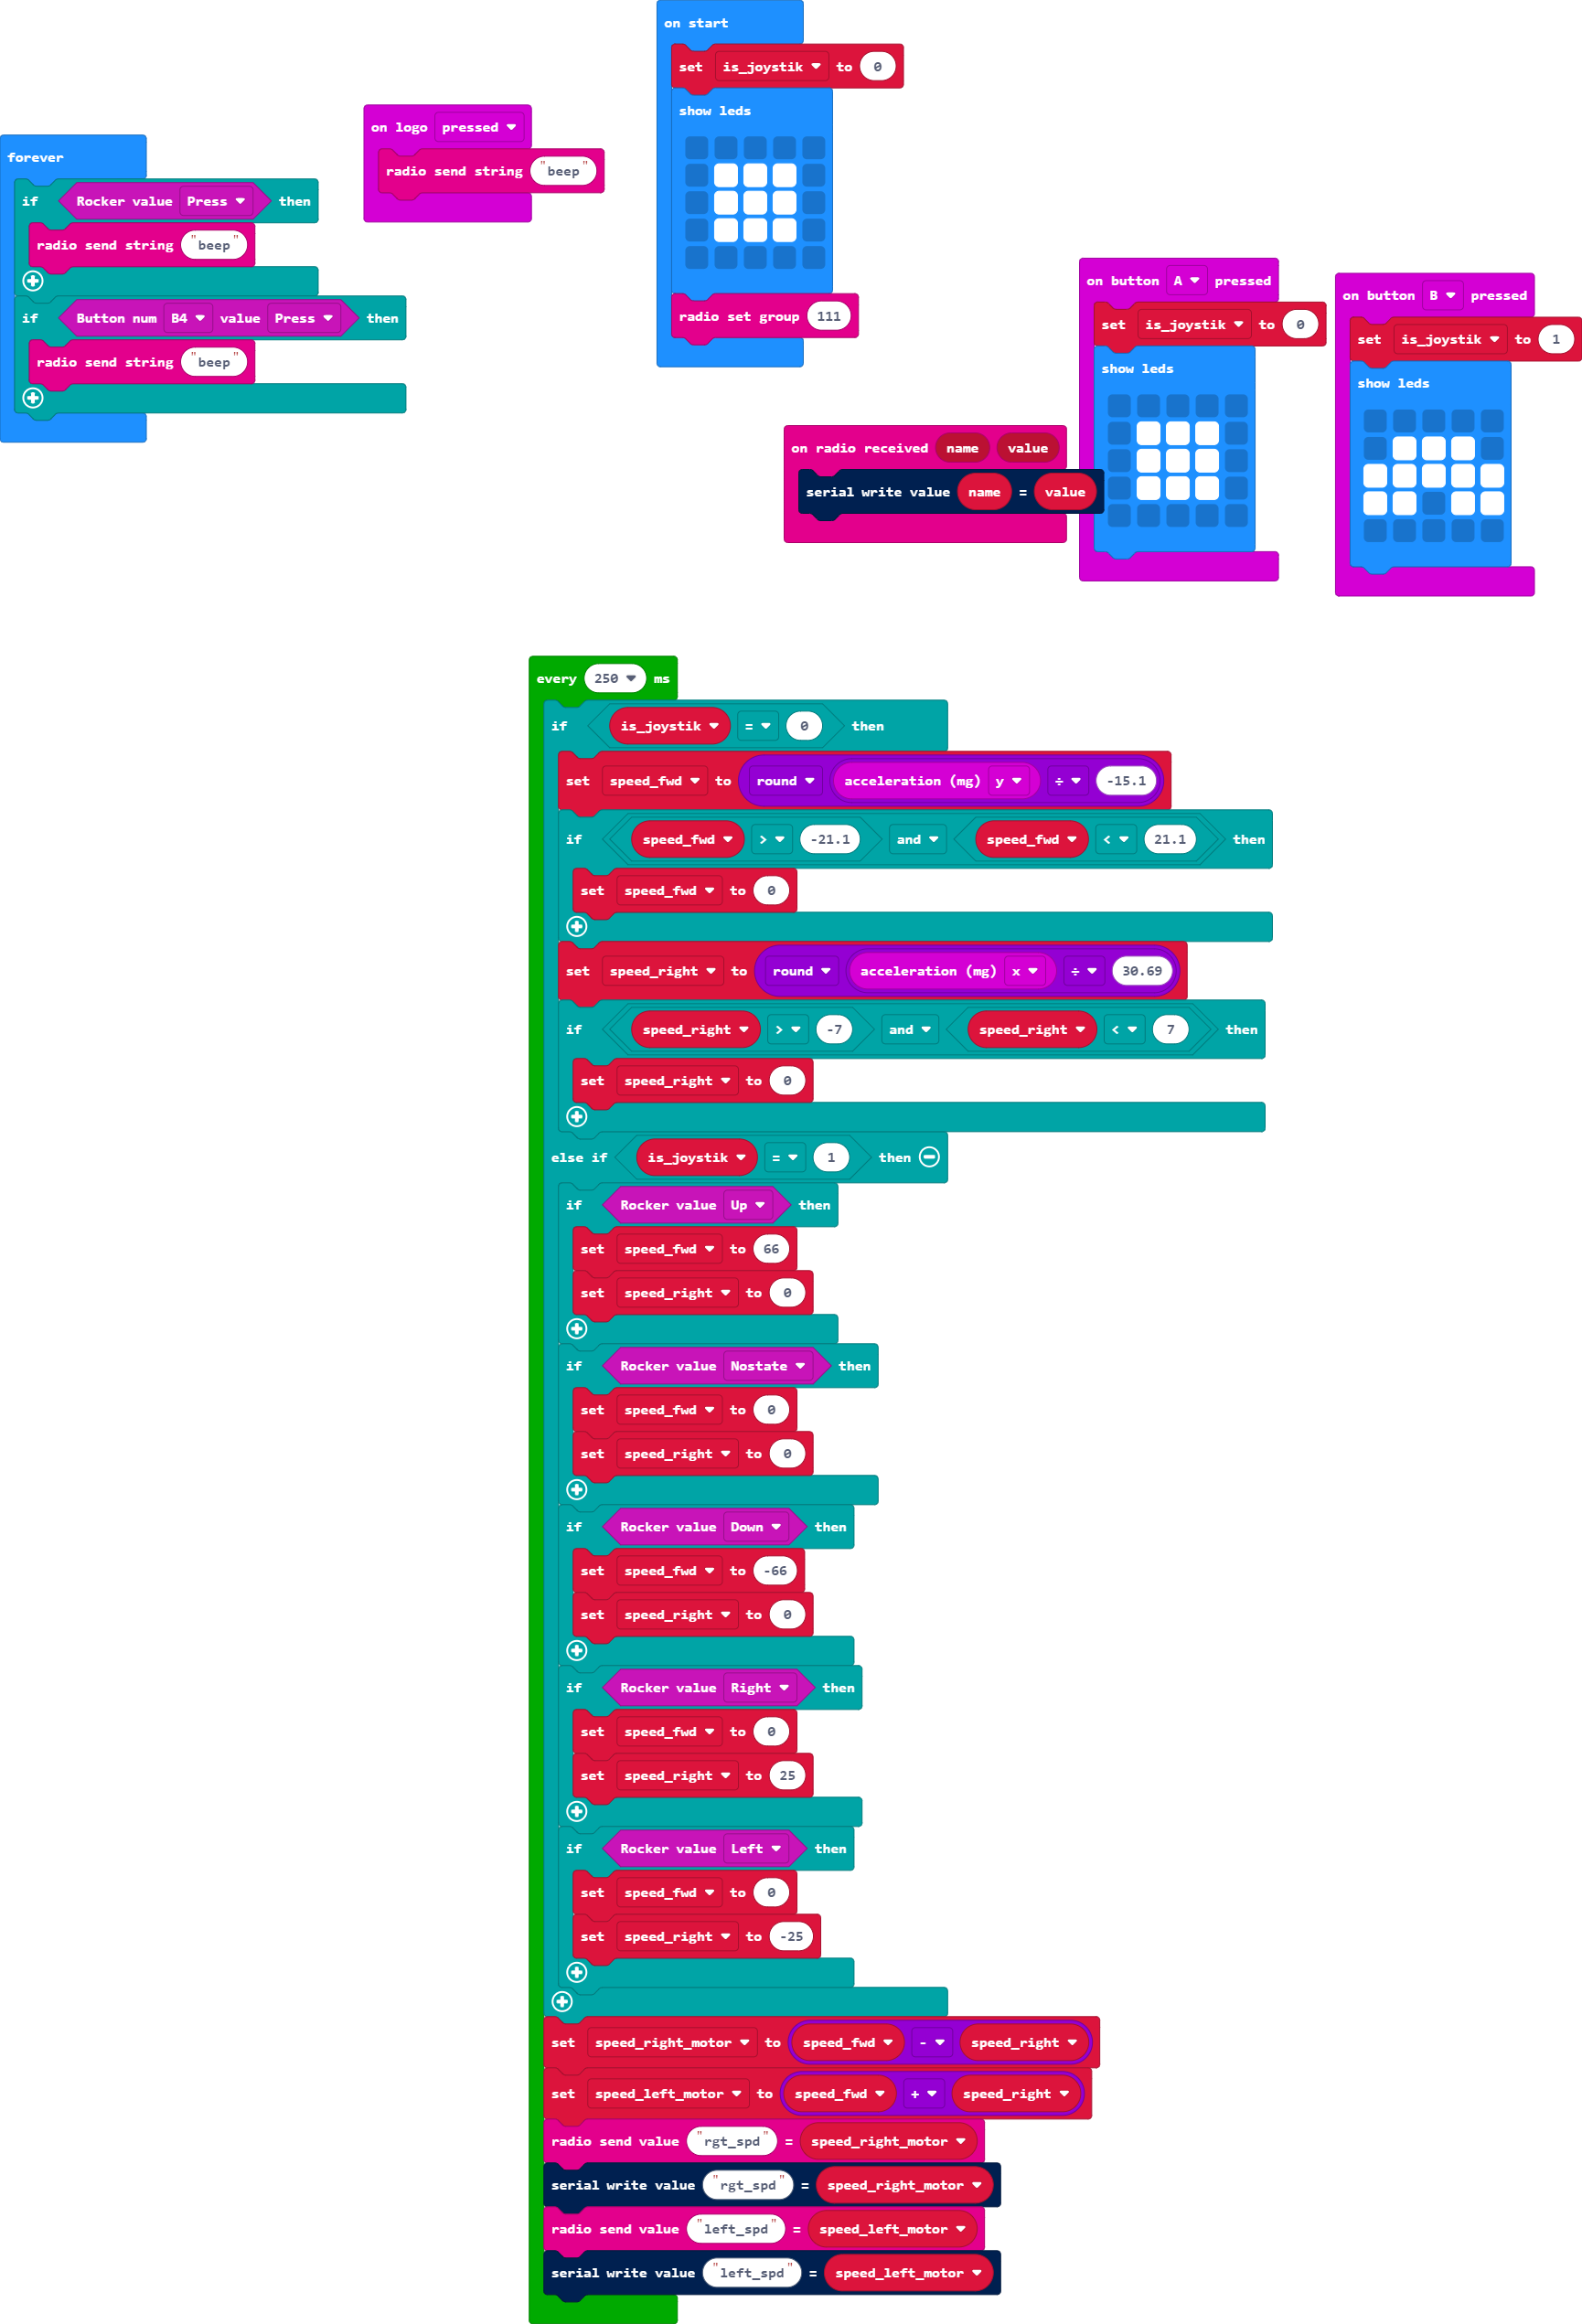 on start
set is_joystik to 0
show leds
radio set group 111
on logo pressed
radio send string "beep"
forever
if Rocker value Press then
radio send string "beep"
if Button num B4 value Press then
radio send string "beep"
on button A pressed
set is_joystik to 0
show leds
on button B pressed
set is_joystik to 1
show leds
on radio received name value
serial write value name = value
every 250 ms
if is_joystik = 0 then
set speed_fwd to round acceleration (mg) y ÷ -15.1
if speed_fwd > -21.1 and speed_fwd < 21.1 then
set speed_fwd to 0
set speed_right to round acceleration (mg) x ÷ 30.69
if speed_right > -7 and speed_right < 7 then
set speed_right to 0
else if is_joystik = 1 then
if Rocker value Up then
set speed_fwd to 66
set speed_right to 0
if Rocker value Nostate then
set speed_fwd to 0
set speed_right to 0
if Rocker value Down then
set speed_fwd to -66
set speed_right to 0
if Rocker value Right then
set speed_fwd to 0
set speed_right to 25
if Rocker value Left then
set speed_fwd to 0
set speed_right to -25
set speed_right_motor to speed_fwd - speed_right
set speed_left_motor to speed_fwd + speed_right
radio send value "rgt_spd" = speed_right_motor
serial write value "rgt_spd" = speed_right_motor
radio send value "left_spd" = speed_left_motor
serial write value "left_spd" = speed_left_motor